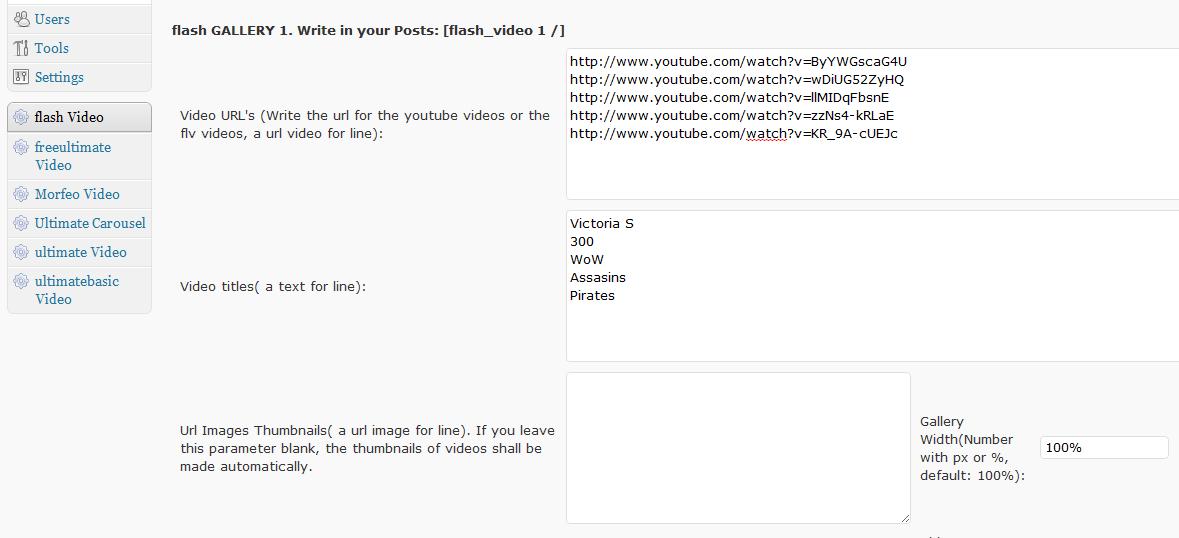 Users
Tools
Settings
flash Video
freeultimate
Video
Morfeo Video
Ultimate Carousel
ultimate Video
ultimatebasic
Video
flash GALLERY 1. Write in your Posts: [flash_video 1 /]
Video URL's (Write the url for the youtube videos or the
flv videos, a url video for line):
http://www.youtube.com/watch?v=ByYWGscaG4U
http://www.youtube.com/watch?v=wDiUG52ZyHQ
http://www.youtube.com/watch?v=llMIDqFbsnE
http://www.youtube.com/watch?v=zzNs4-kRLaE
http://www.youtube.com/watch?v=KR_9A-cUEJc
Video titles( a text for line):
Victoria S
300
WoW
Assasins
Pirates
Url Images Thumbnails( a url image for line). If you leave
this parameter blank, the thumbnails of videos shall be
made automatically.
Gallery
Width(Number
with px or %,
default: 100%):
100%